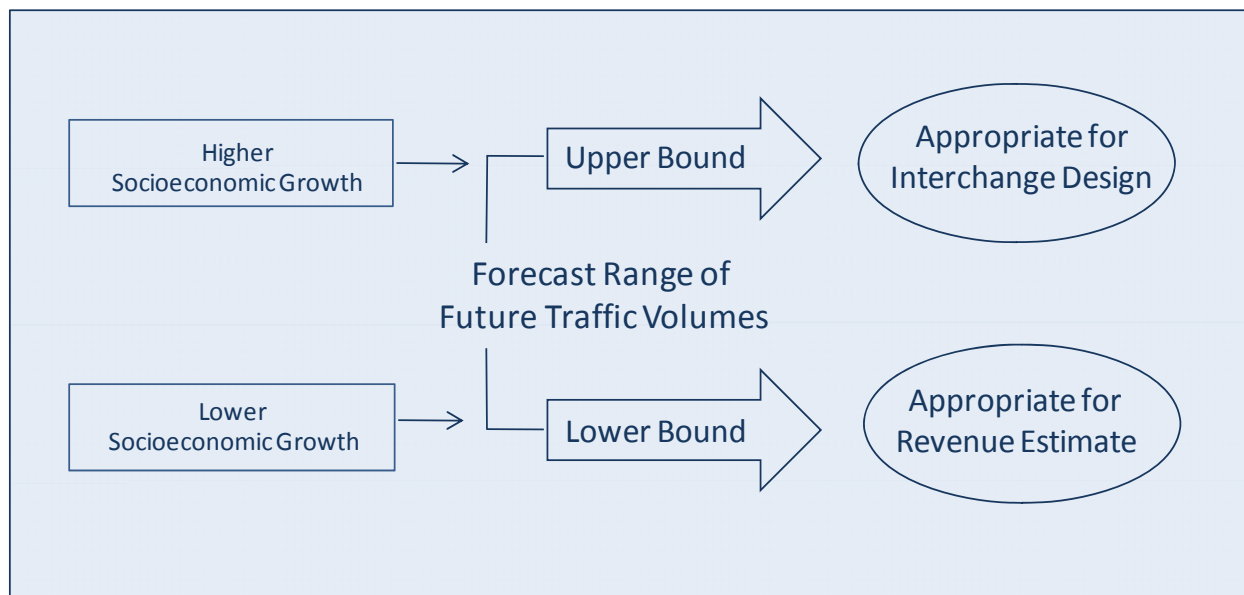 Higher
Socioeconomic Growth
Upper Bound
Appropriate for
Interchange Design
Forecast Range of
Future Traffic Volumes
Lower
Socioeconomic Growth
Lower Bound
Appropriate for
Revenue Estimate